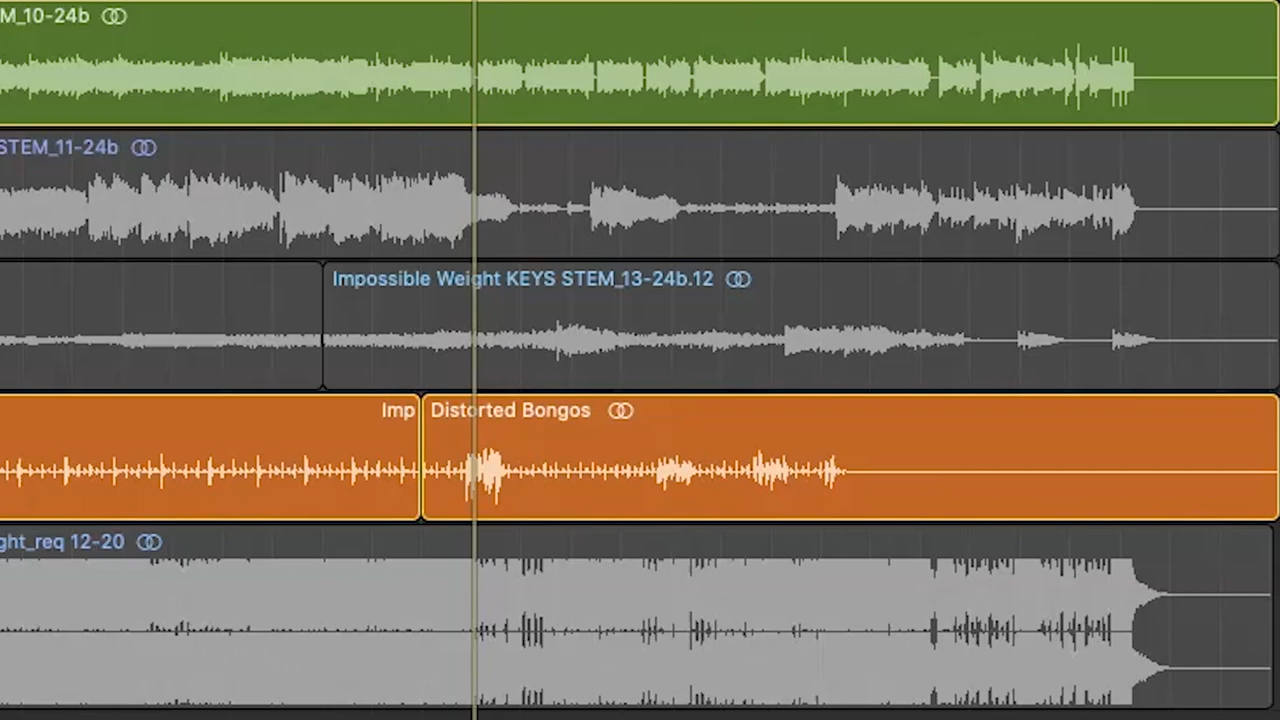 M_10-24b
STEM_11-24b
Impossible Weight KEYS STEM_13-24b.12
Imp
Distorted Bongos
ght_req 12-20